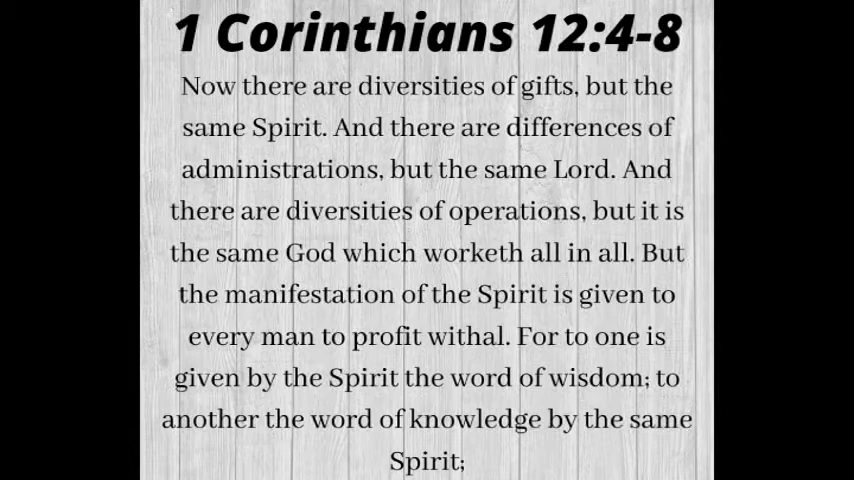 1 Corinthians 12:4-8
Now there are diversities of gifts, but the
same Spirit. And there are differences of
administrations, but the same Lord. And
there are diversities of operations, but it is
the same God which worketh all in all. But
the manifestation of the Spirit is given to
every man to profit withal. For to one is
given by the Spirit the word of wisdom; to
another the word of knowledge by the same
Spirit;